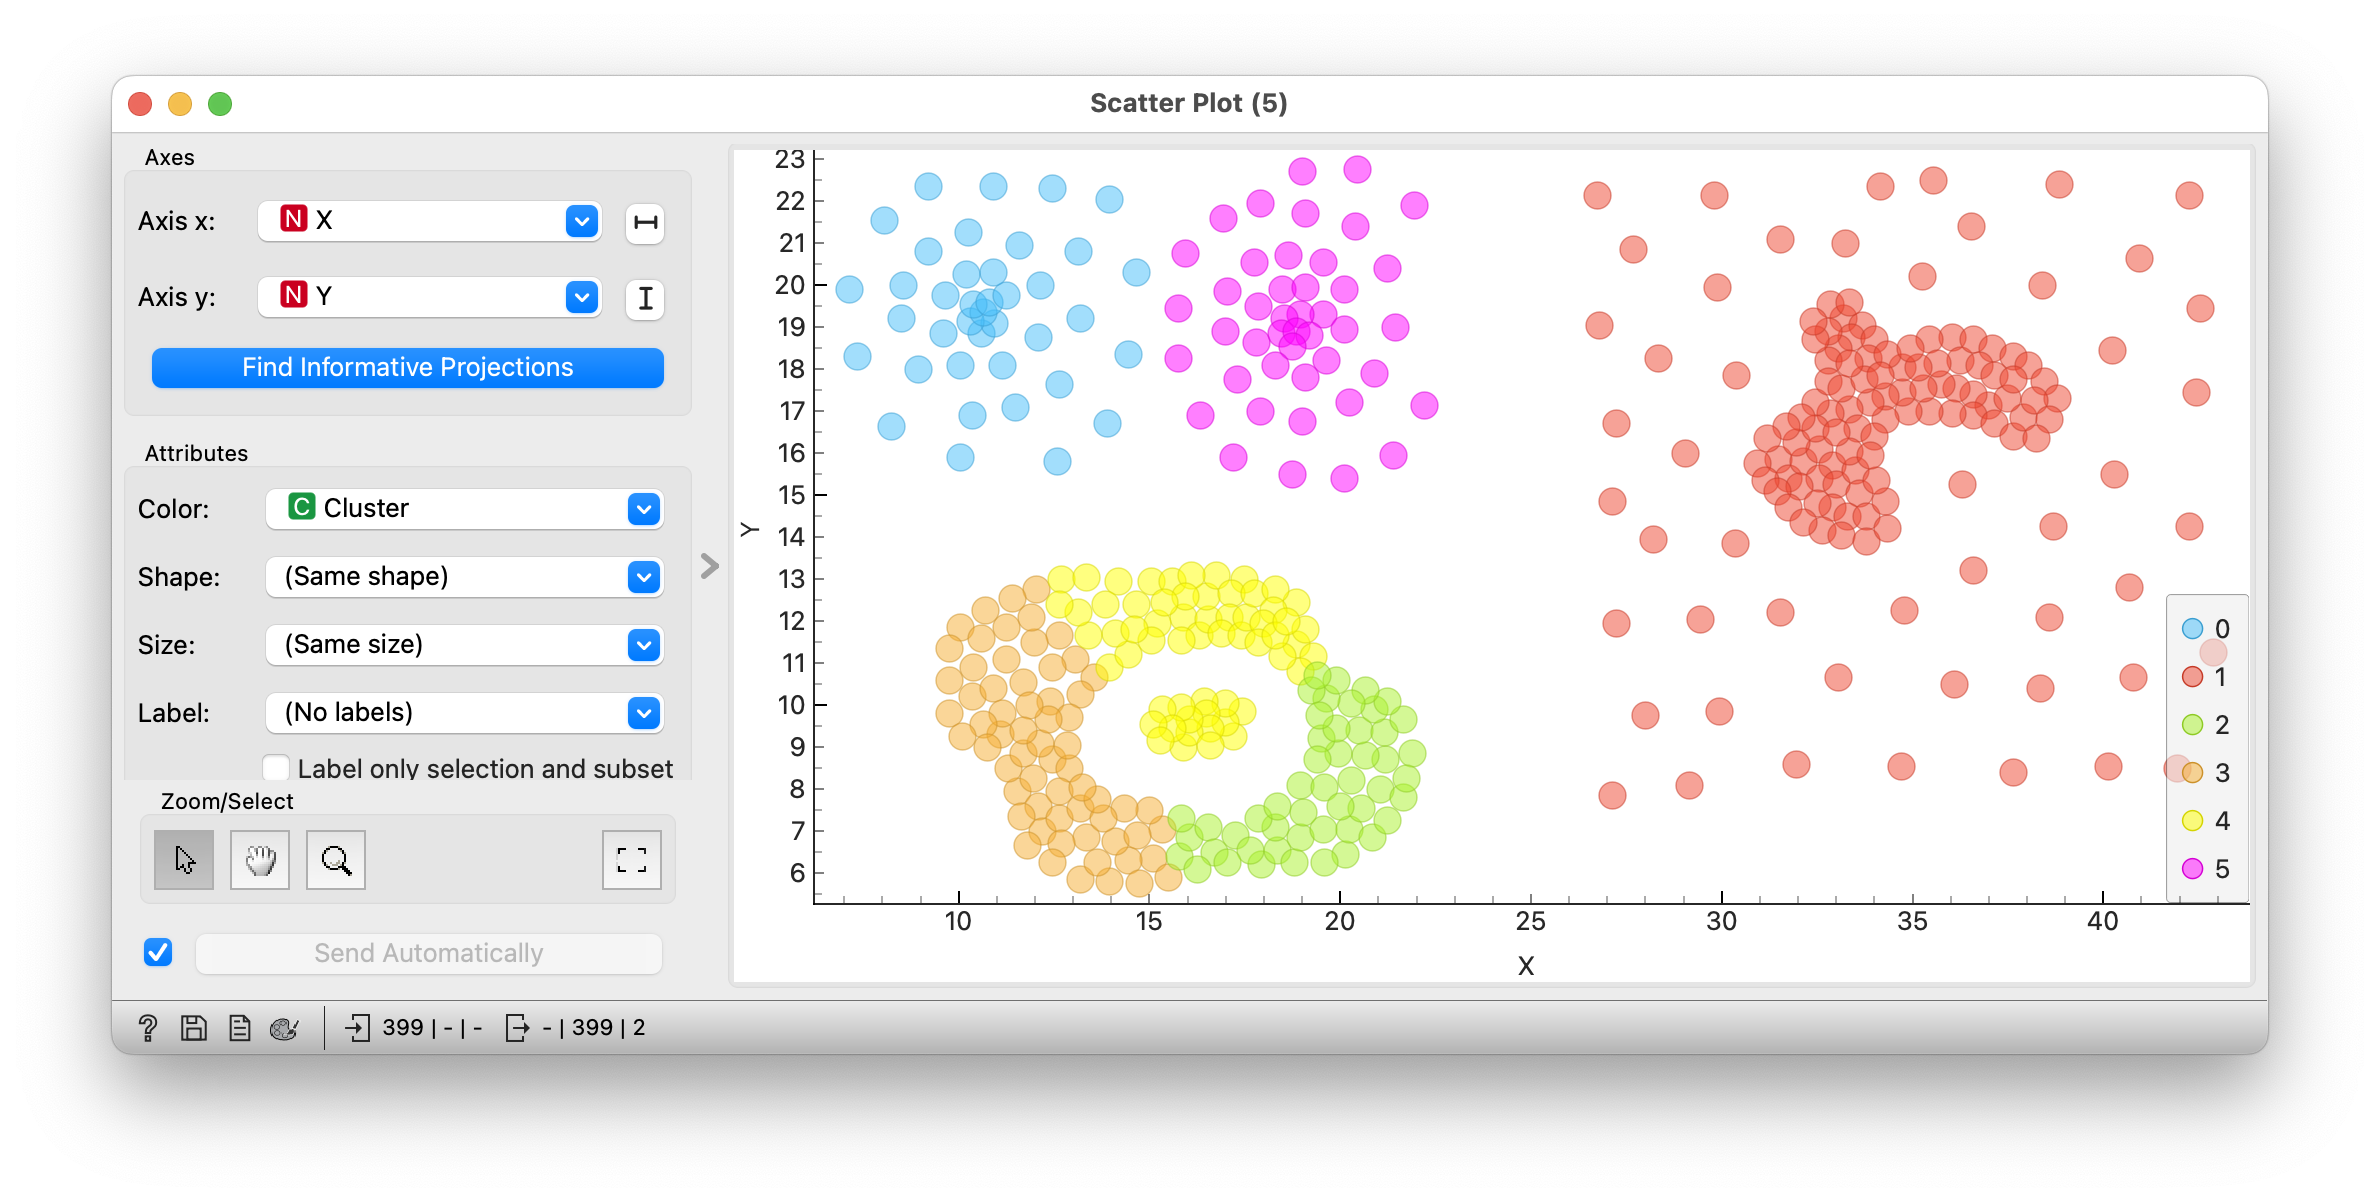 Scatter Plot (5)
Axes
Axis x:
N X
Axis y:
N Y
Find Informative Projections
Attributes
Color:
C Cluster
Shape:
(Same shape)
Size:
(Same size)
Label:
(No labels)
Label only selection and subset
Zoom/Select
Send Automatically
? 399 | - | - - | 399 | 2
23
22
21
20
19
18
17
16
15
14
13
12
11
10
9
8
7
6
Y
10 15 20 25 30 35 40
X
0
1
2
3
4
5